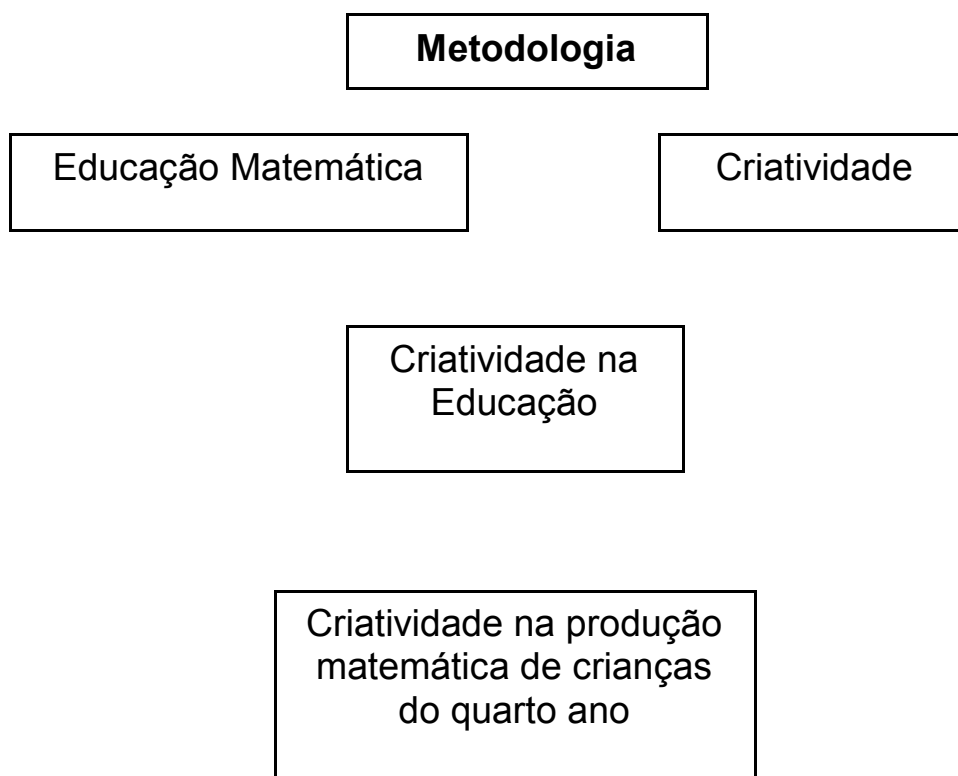 Metodologia
Educação Matemática
Criatividade
Criatividade na
Educação
Criatividade na produção
matemática de crianças
do quarto ano